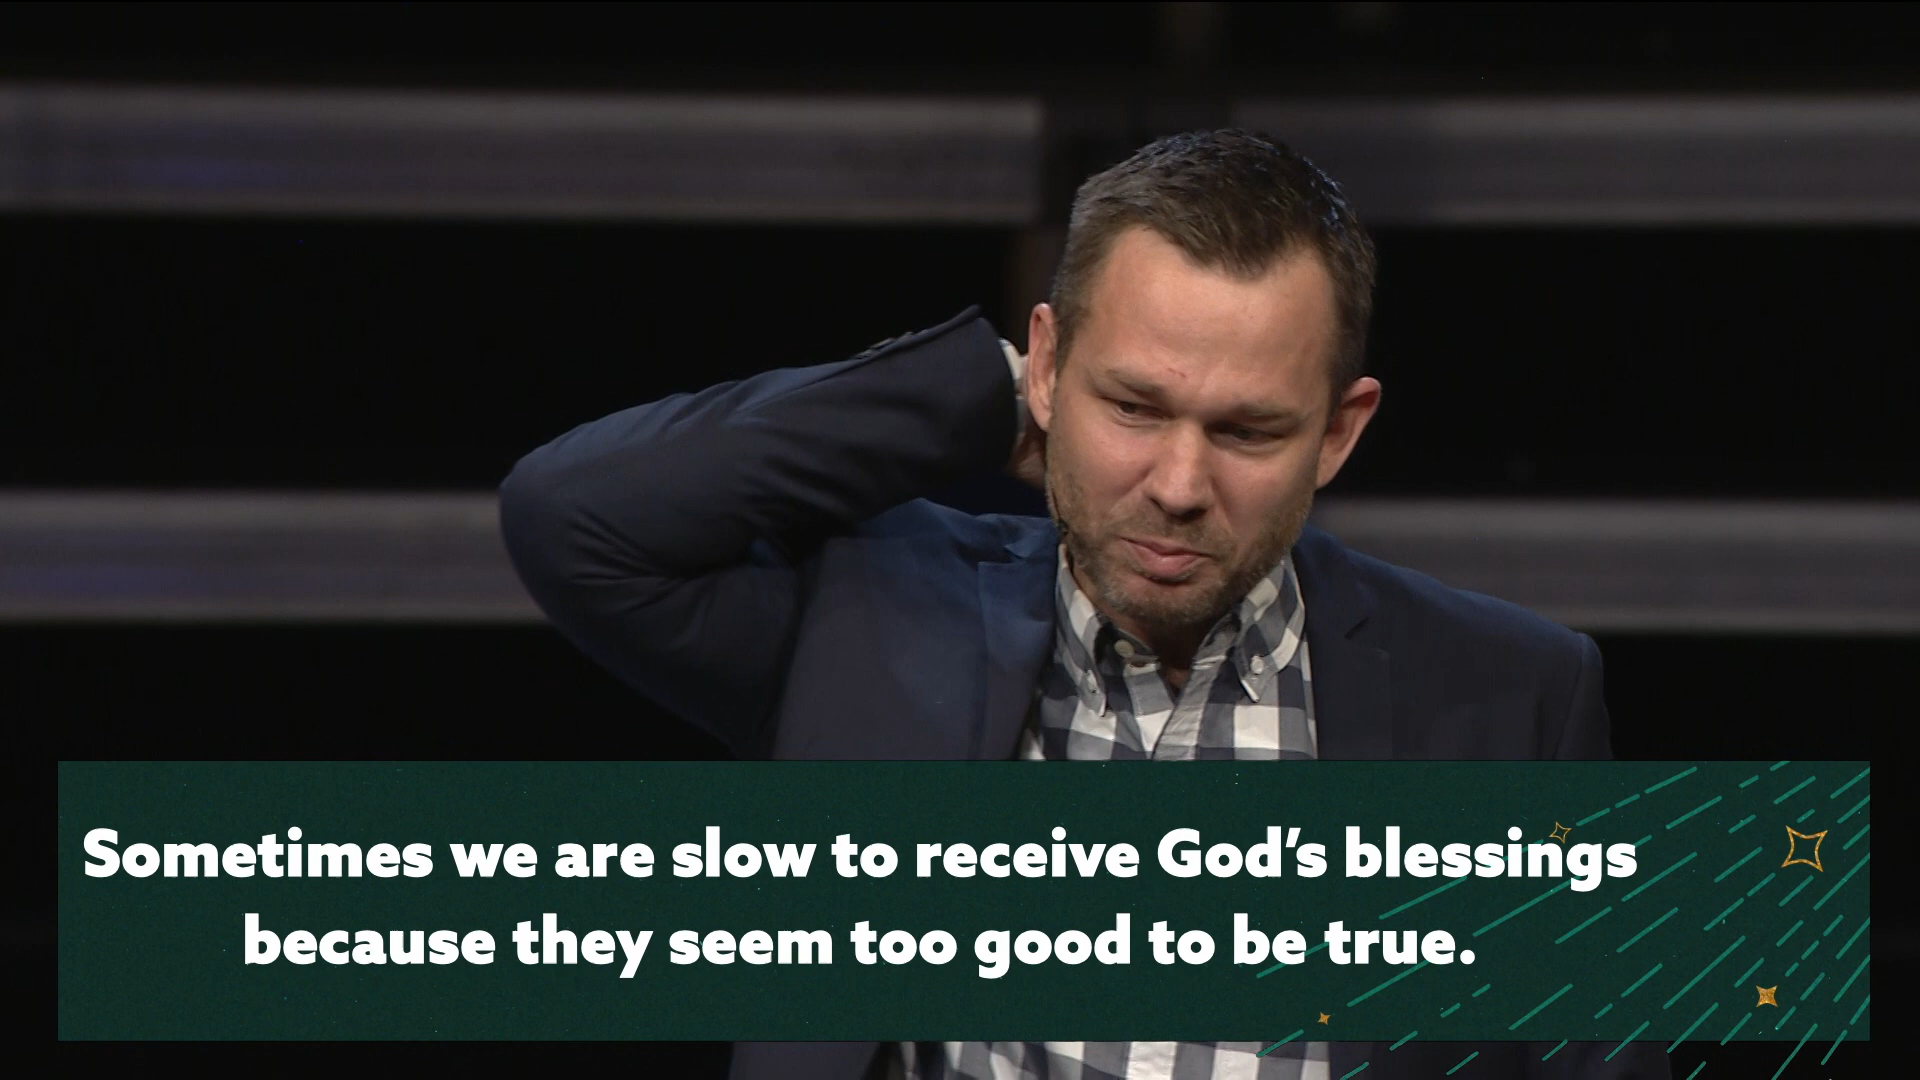 Sometimes we are slow to receive God’s blessings
because they seem too good to be true.